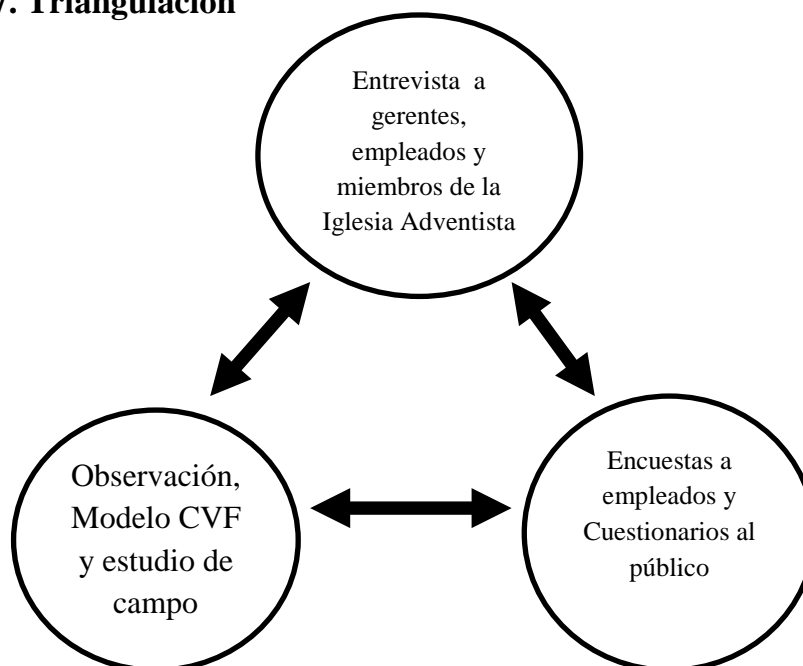 7. Triangulación
Entrevista a
gerentes,
empleados y
miembros de la
Iglesia Adventista
Observación,
Modelo CVF
y estudio de
campo
Encuestas a
empleados y
Cuestionarios al
público